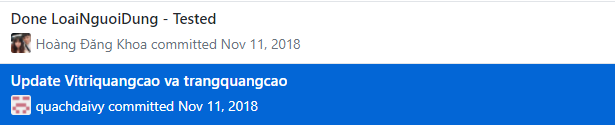 Done LoaiNguoiDung - Tested
Hoàng Đăng Khoa committed Nov 11, 2018
Update Vitriquangcao va trangquangcao
quachdaivy committed Nov 11, 2018